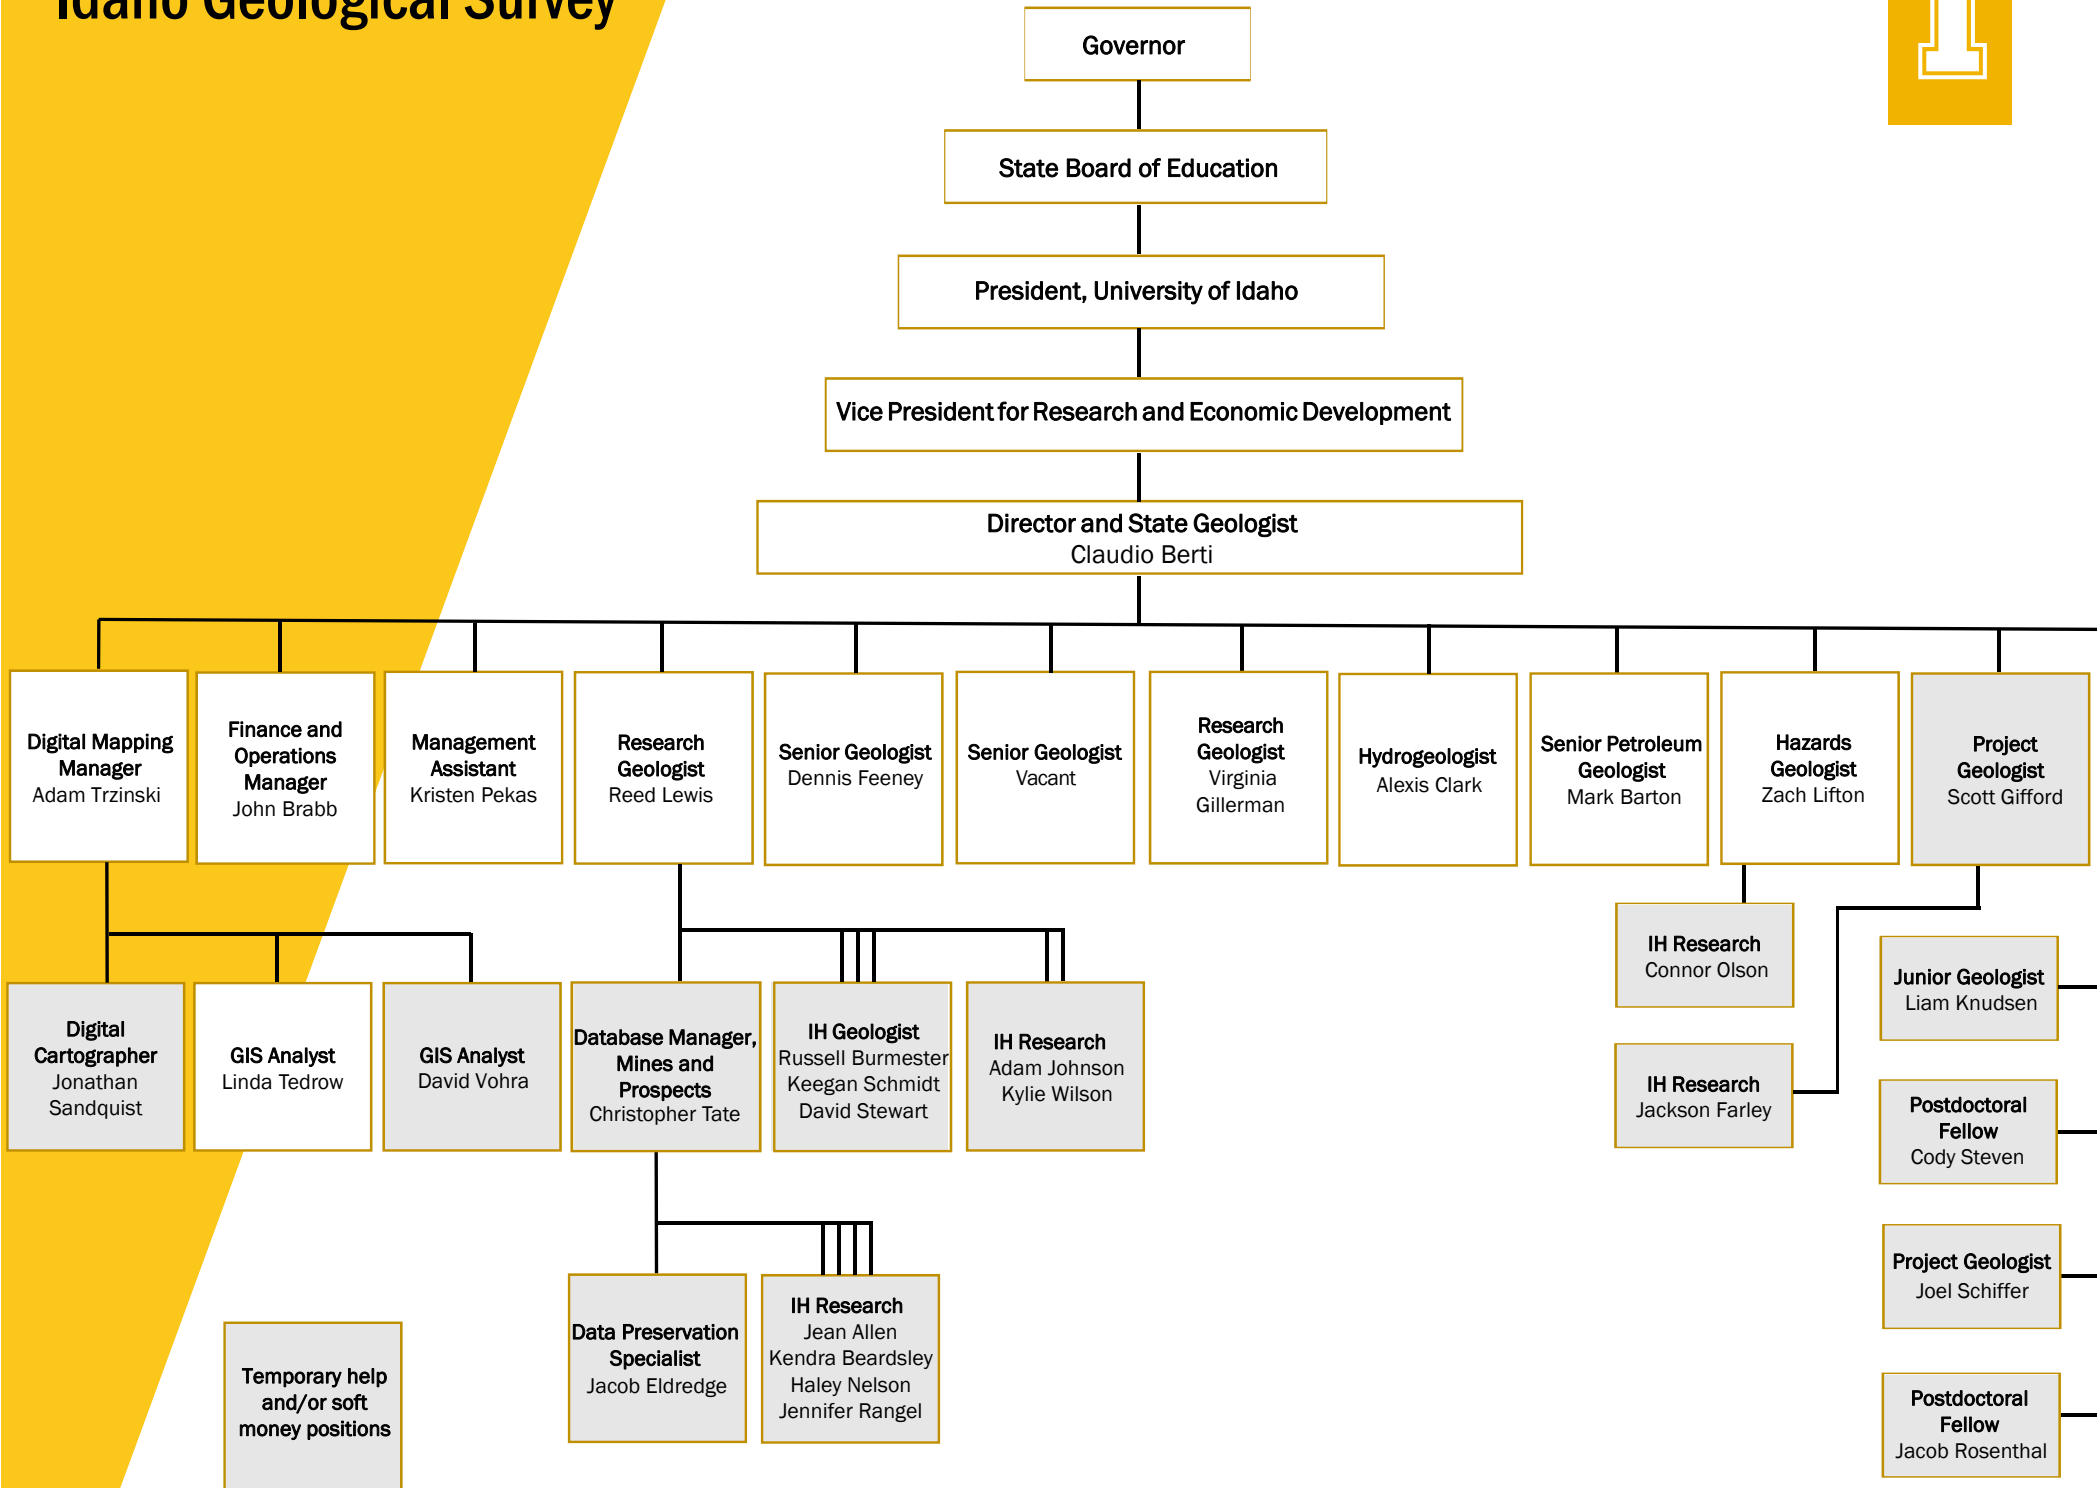 Idaho Geological Survey
I
Governor
State Board of Education
President, University of Idaho
Vice President for Research and Economic Development
Director and State Geologist
Claudio Berti
Digital Mapping
Manager
Adam Trzinski
Finance and
Operations
Manager
John Brabb
Management
Assistant
Kristen Pekas
Research
Geologist
Reed Lewis
Senior Geologist
Dennis Feeney
Senior Geologist
Vacant
Research
Geologist
Virginia
Gillerman
Hydrogeologist
Alexis Clark
Senior Petroleum
Geologist
Mark Barton
Hazards
Geologist
Zach Lifton
Project
Geologist
Scott Gifford
Digital
Cartographer
Jonathan
Sandquist
GIS Analyst
Linda Tedrow
GIS Analyst
David Vohra
Database Manager,
Mines and
Prospects
Christopher Tate
IH Geologist
Russell Burmester
Keegan Schmidt
David Stewart
IH Research
Adam Johnson
Kylie Wilson
IH Research
Connor Olson
IH Research
Jackson Farley
Junior Geologist
Liam Knudsen
Postdoctoral
Fellow
Cody Steven
Project Geologist
Joel Schiffer
Postdoctoral
Fellow
Jacob Rosenthal
Data Preservation
Specialist
Jacob Eldredge
IH Research
Jean Allen
Kendra Beardsley
Haley Nelson
Jennifer Rangel
Temporary help
and/or soft
money positions